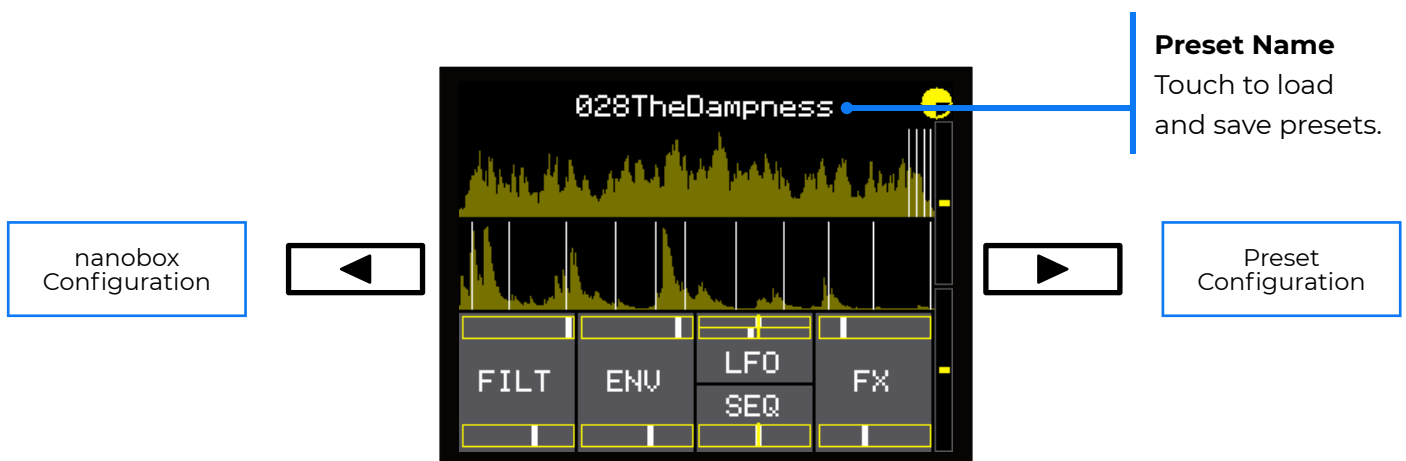 Preset Name
Touch to load
and save presets.
028TheDampness
nanobox
Configuration
Preset
Configuration
FILT
ENV
LFO
SEQ
FX